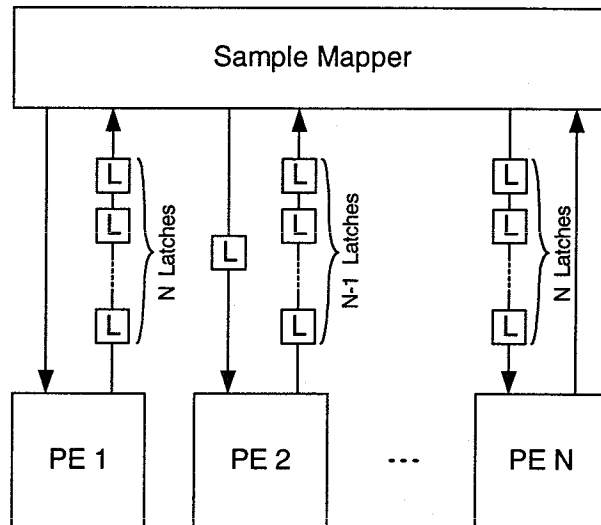 Sample Mapper
L
L
L
N Latches
L
L
L
L
N-1 Latches
L
L
L
N Latches
PE 1
PE 2
...
PE N